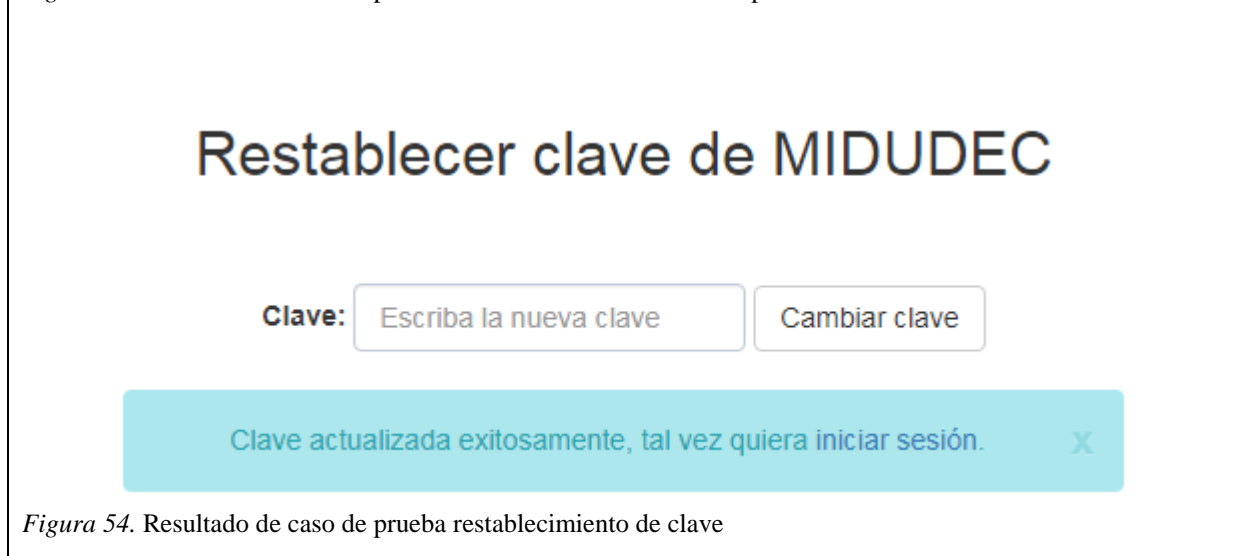 Restablecer clave de MIDUDEC
Clave: Escriba la nueva clave Cambiar clave
Clave actualizada exitosamente, tal vez quiera iniciar sesión. x
Figura 54. Resultado de caso de prueba restablecimiento de clave